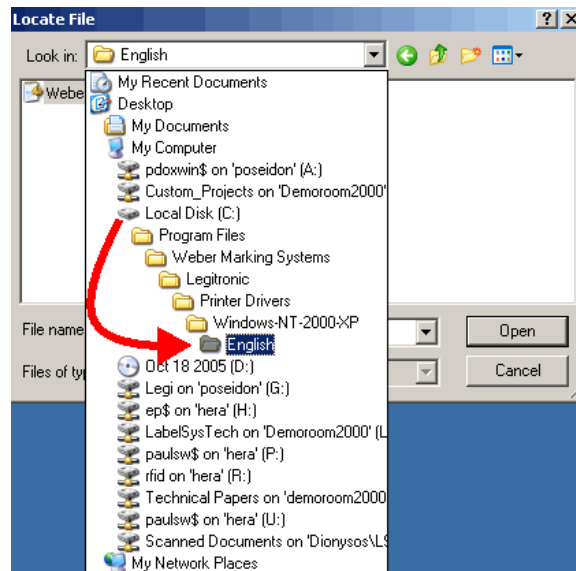 Locate File
Look in: English
Webe
My Recent Documents
Desktop
My Documents
My Computer
pdoxwin$ on 'poseidon' (A:)
Custom_Projects on 'Demoroom2000'
Local Disk (C:)
Program Files
Weber Marking Systems
Legitronic
Printer Drivers
Windows-NT-2000-XP
English
Oct 18 2005 (D:)
Legi on 'poseidon' (G:)
ep$ on 'hera' (H:)
LabelSysTech on 'Demoroom2000' (L
paulsw$ on 'hera' (P:)
rfid on 'hera' (R:)
Technical Papers on 'demoroom2000
paulsw$ on 'hera' (U:)
Scanned Documents on 'Dionysos\LS
My Network Places
File name
Open
Files of ty
Cancel